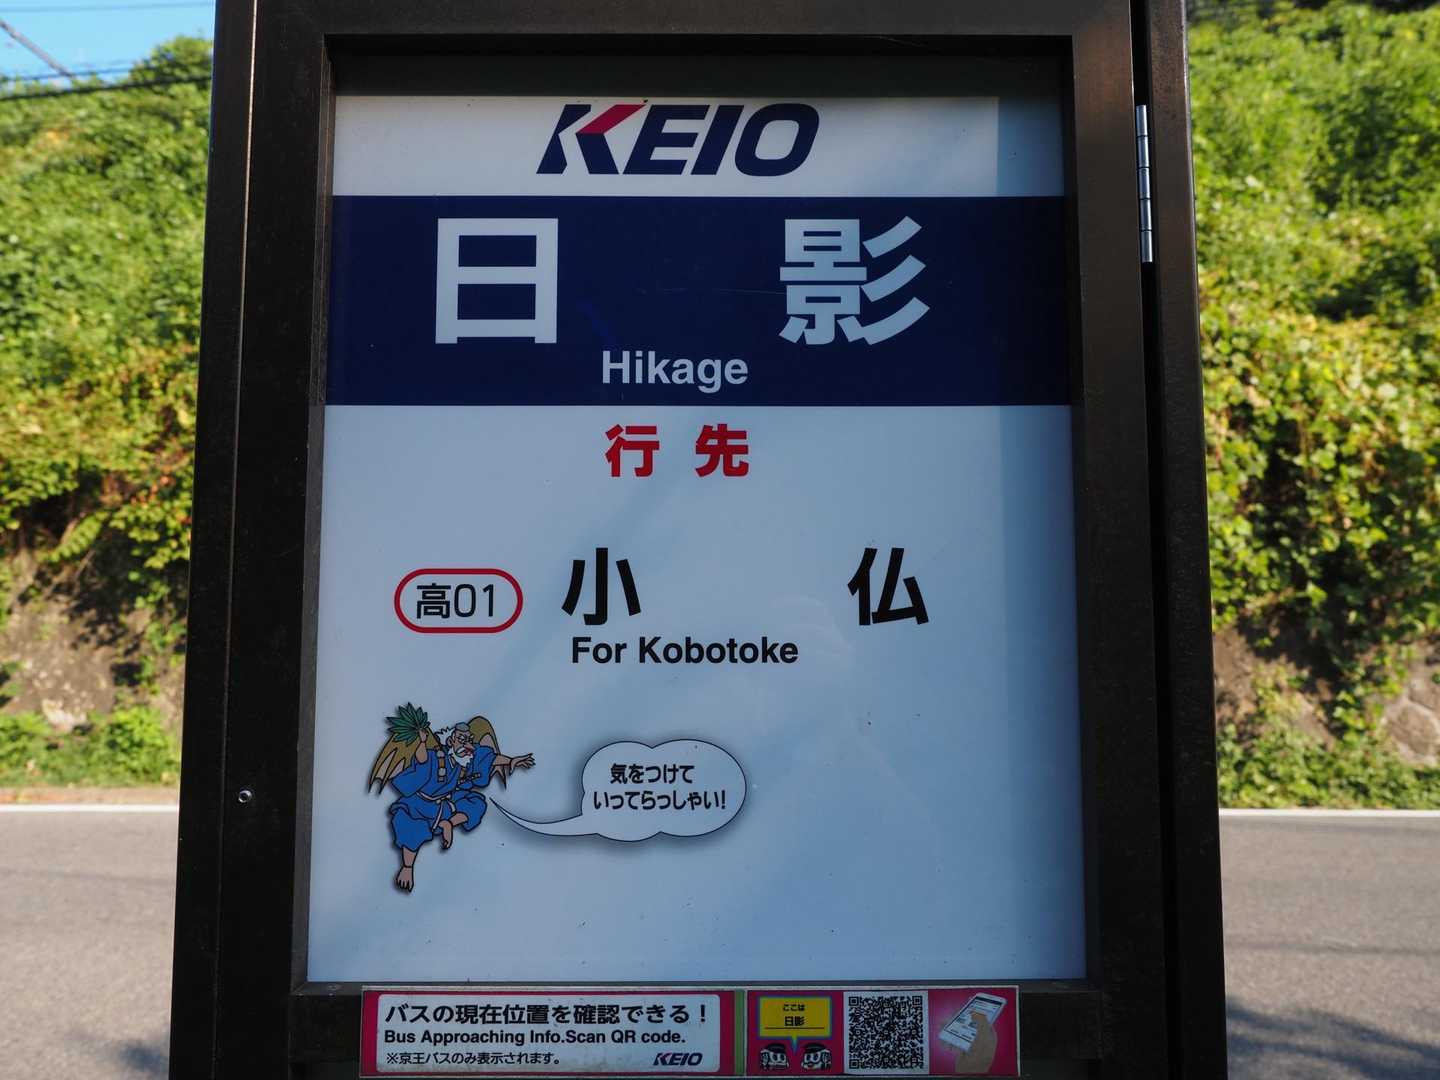 KEIO
日影
Hikage
行先
高01 小仏
For Kobotoke
気をつけて
いってらっしゃい!
バスの現在位置を確認できる!
Bus Approaching Info.Scan QR code.
※京王バスのみ表示されます。 KEIO
ここは
日影